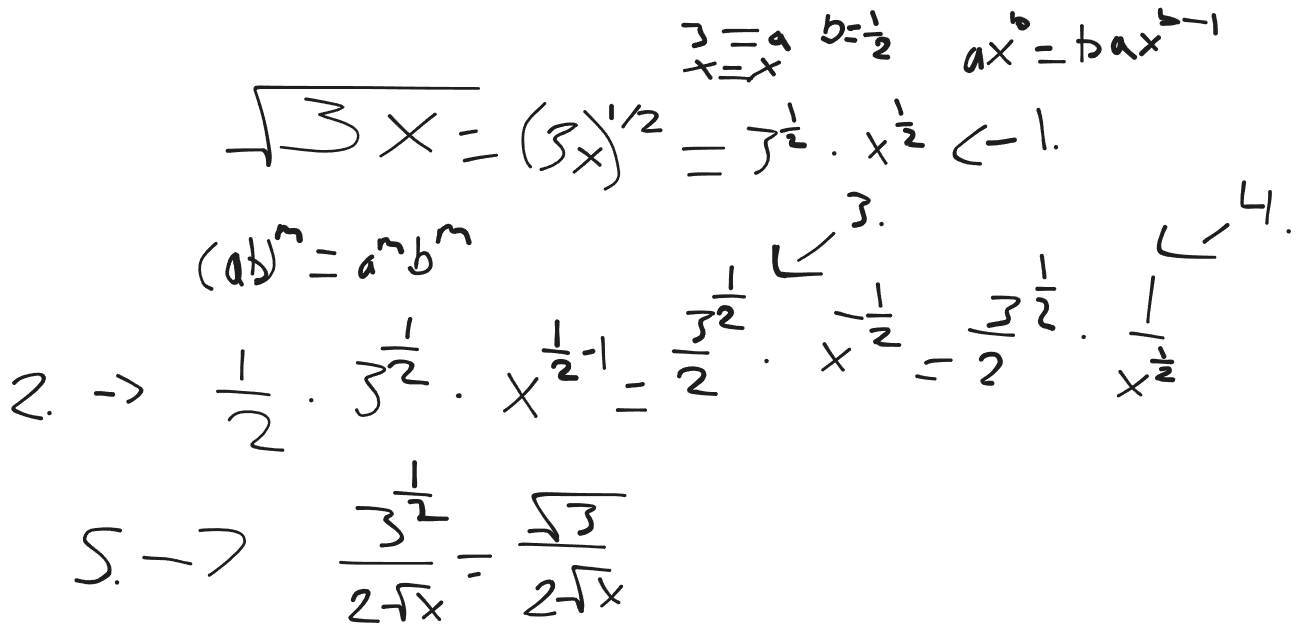 3 = a b = 1/2 ax^b = bax^(b-1)
x = x
√(3x) = (3x)^(1/2) = 3^(1/2) · x^(1/2) ← 1.
(ab)^m = a^m b^m
3. 4.
2. → 1/2 · 3^(1/2) · x^(1/2 - 1) = 3^(1/2)/2 · x^(-1/2) = 3^(1/2)/2 · 1/x^(1/2)
5. → 3^(1/2)/(2√x) = √3/(2√x)